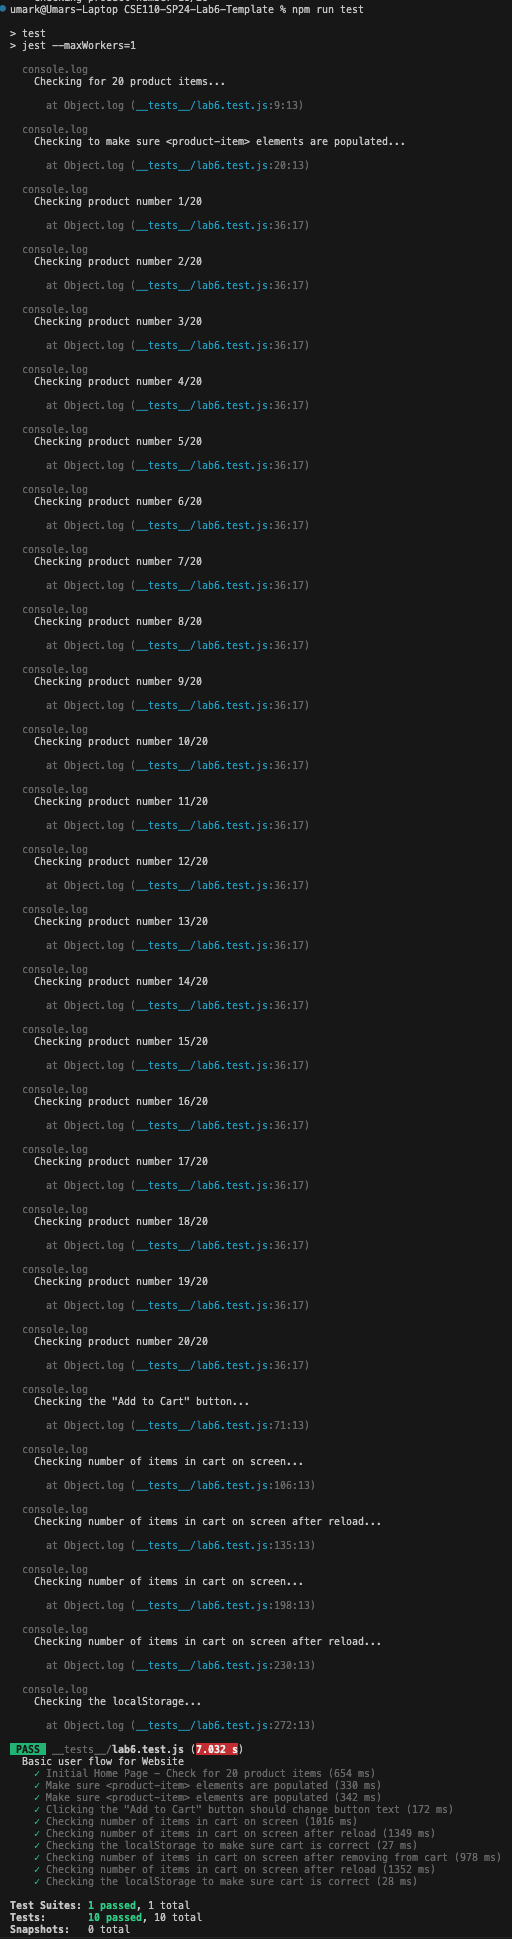 umark@Umars-Laptop CSE110-SP24-Lab6-Template % npm run test
> test
> jest --maxWorkers=1
console.log
Checking for 20 product items...
at Object.log (__tests__/lab6.test.js:9:13)
console.log
Checking to make sure <product-item> elements are populated...
at Object.log (__tests__/lab6.test.js:20:13)
console.log
Checking product number 1/20
at Object.log (__tests__/lab6.test.js:36:17)
console.log
Checking product number 2/20
at Object.log (__tests__/lab6.test.js:36:17)
console.log
Checking product number 3/20
at Object.log (__tests__/lab6.test.js:36:17)
console.log
Checking product number 4/20
at Object.log (__tests__/lab6.test.js:36:17)
console.log
Checking product number 5/20
at Object.log (__tests__/lab6.test.js:36:17)
console.log
Checking product number 6/20
at Object.log (__tests__/lab6.test.js:36:17)
console.log
Checking product number 7/20
at Object.log (__tests__/lab6.test.js:36:17)
console.log
Checking product number 8/20
at Object.log (__tests__/lab6.test.js:36:17)
console.log
Checking product number 9/20
at Object.log (__tests__/lab6.test.js:36:17)
console.log
Checking product number 10/20
at Object.log (__tests__/lab6.test.js:36:17)
console.log
Checking product number 11/20
at Object.log (__tests__/lab6.test.js:36:17)
console.log
Checking product number 12/20
at Object.log (__tests__/lab6.test.js:36:17)
console.log
Checking product number 13/20
at Object.log (__tests__/lab6.test.js:36:17)
console.log
Checking product number 14/20
at Object.log (__tests__/lab6.test.js:36:17)
console.log
Checking product number 15/20
at Object.log (__tests__/lab6.test.js:36:17)
console.log
Checking product number 16/20
at Object.log (__tests__/lab6.test.js:36:17)
console.log
Checking product number 17/20
at Object.log (__tests__/lab6.test.js:36:17)
console.log
Checking product number 18/20
at Object.log (__tests__/lab6.test.js:36:17)
console.log
Checking product number 19/20
at Object.log (__tests__/lab6.test.js:36:17)
console.log
Checking product number 20/20
at Object.log (__tests__/lab6.test.js:36:17)
console.log
Checking the "Add to Cart" button...
at Object.log (__tests__/lab6.test.js:71:13)
console.log
Checking number of items in cart on screen...
at Object.log (__tests__/lab6.test.js:106:13)
console.log
Checking number of items in cart on screen after reload...
at Object.log (__tests__/lab6.test.js:135:13)
console.log
Checking number of items in cart on screen...
at Object.log (__tests__/lab6.test.js:198:13)
console.log
Checking number of items in cart on screen after reload...
at Object.log (__tests__/lab6.test.js:230:13)
console.log
Checking the localStorage...
at Object.log (__tests__/lab6.test.js:272:13)
PASS __tests__/lab6.test.js (7.032 s)
Basic user flow for Website
✓ Initial Home Page – Check for 20 product items (654 ms)
✓ Make sure <product-item> elements are populated (330 ms)
✓ Make sure <product-item> elements are populated (342 ms)
✓ Clicking the "Add to Cart" button should change button text (172 ms)
✓ Checking number of items in cart on screen (1016 ms)
✓ Checking number of items in cart on screen after reload (1349 ms)
✓ Checking the localStorage to make sure cart is correct (27 ms)
✓ Checking number of items in cart on screen after removing from cart (978 ms)
✓ Checking number of items in cart on screen after reload (1352 ms)
✓ Checking the localStorage to make sure cart is correct (28 ms)
Test Suites: 1 passed, 1 total
Tests: 10 passed, 10 total
Snapshots: 0 total